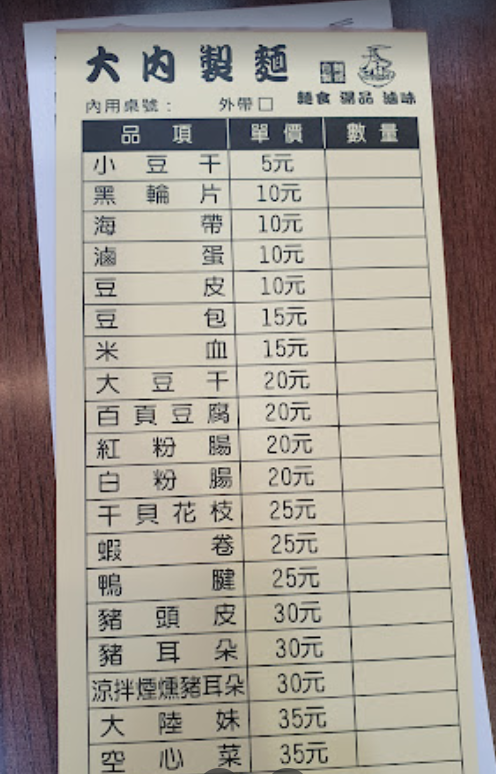 大內製麵
麵食 湯品 滷味
內用桌號： 外帶□
品項 單價 數量
小豆干 5元
黑輪片 10元
海帶 10元
滷蛋 10元
豆皮 10元
豆包 15元
米血 15元
大豆干 20元
百頁豆腐 20元
紅粉腸 20元
白粉腸 20元
干貝花枝 25元
蝦卷 25元
鴨腱 25元
豬頭皮 30元
豬耳朵 30元
涼拌煙燻豬耳朵 30元
大陸妹 35元
空心菜 35元